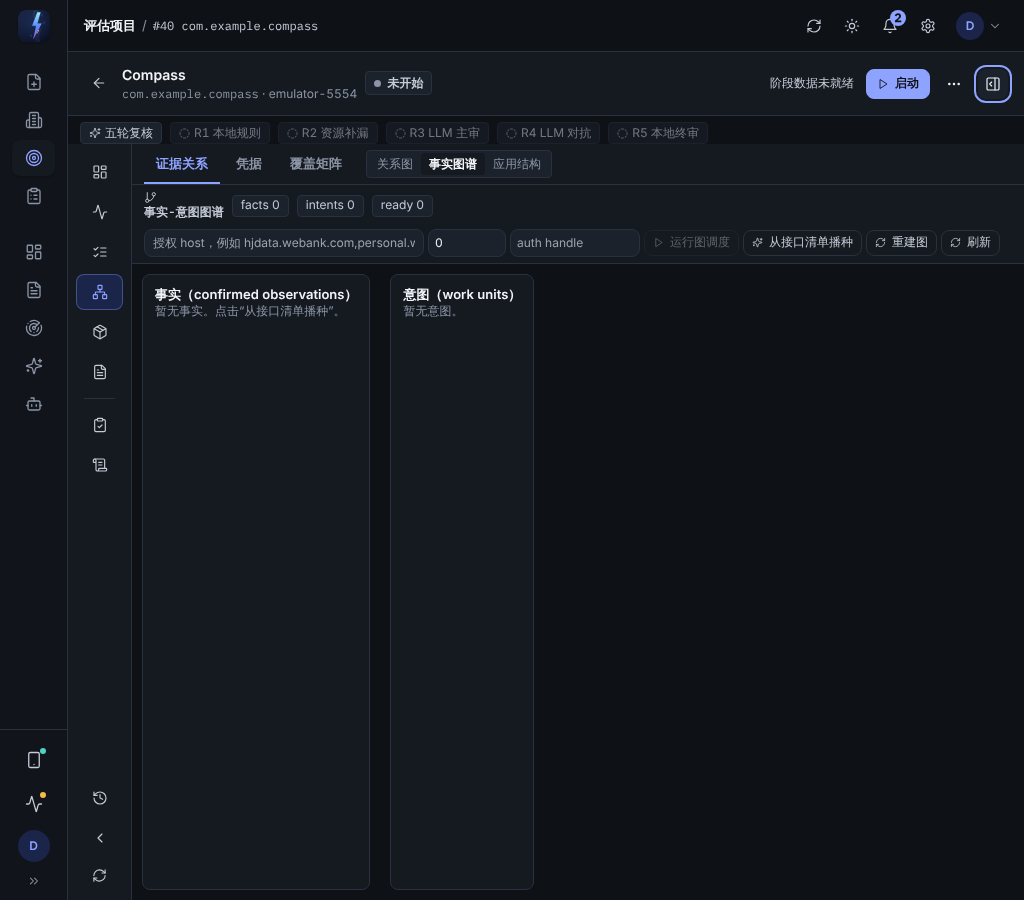 评估项目 / #40 com.example.compass
2
D
Compass
com.example.compass · emulator-5554
未开始
阶段数据未就绪
启动
五轮复核
R1 本地规则
R2 资源补漏
R3 LLM 主审
R4 LLM 对抗
R5 本地终审
证据关系
凭据
覆盖矩阵
关系图
事实图谱
应用结构
事实-意图图谱
facts 0
intents 0
ready 0
授权 host，例如 hjdata.webank.com,personal.w
0
auth handle
运行图调度
从接口清单播种
重建图
刷新
事实（confirmed observations）
暂无事实。点击“从接口清单播种”。
意图（work units）
暂无意图。
D